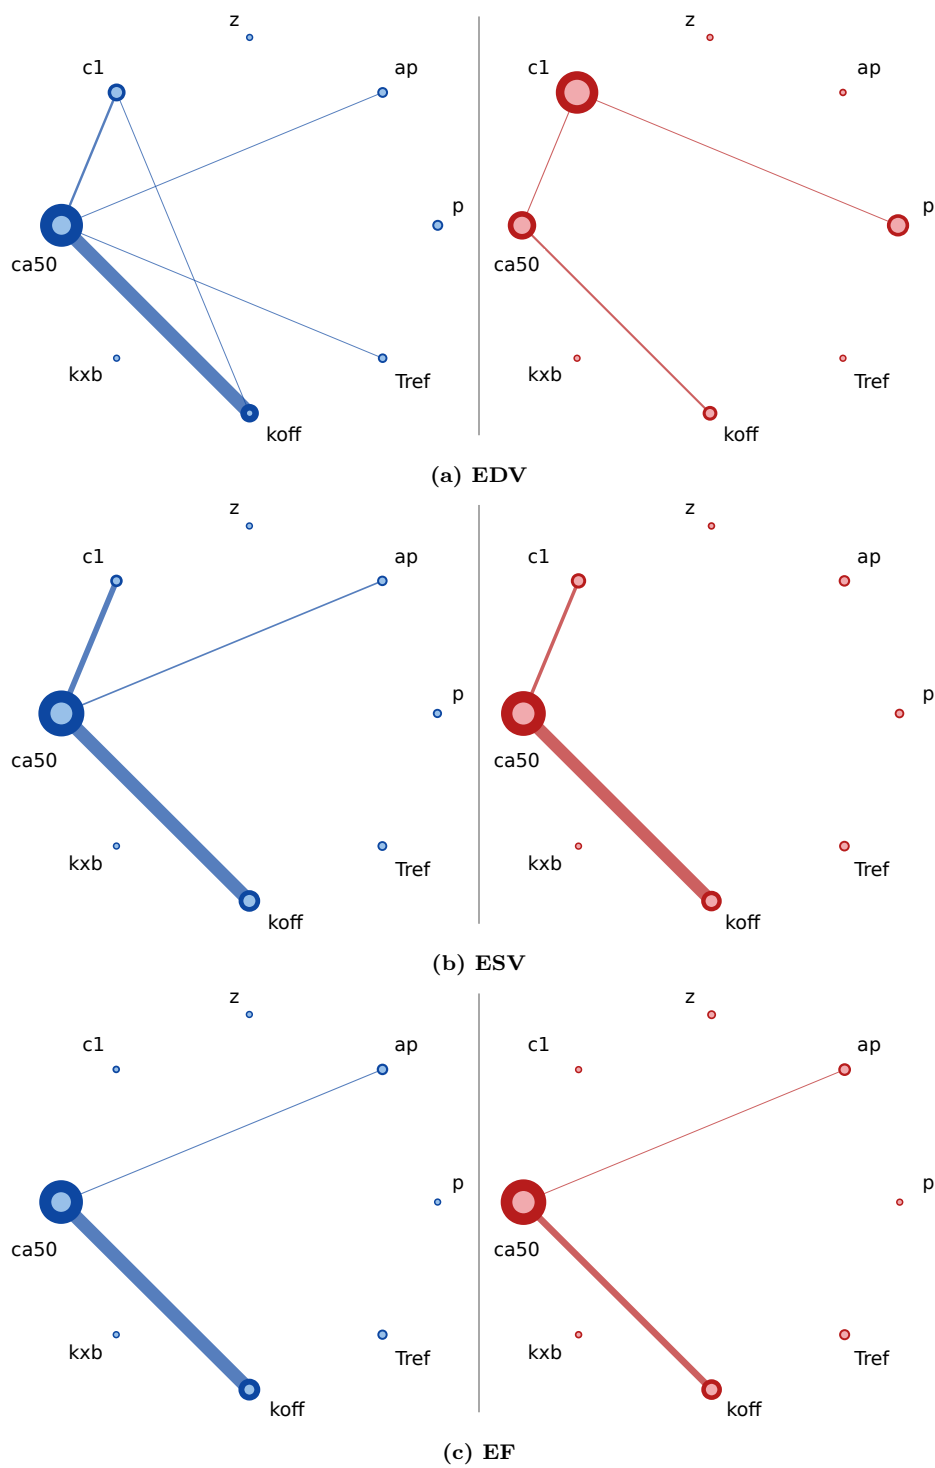 z
z
c1
ap
c1
ap
p
p
ca50
ca50
kxb
Tref
kxb
Tref
koff
koff
(a) EDV
z
z
c1
ap
c1
ap
p
p
ca50
ca50
kxb
Tref
kxb
Tref
koff
koff
(b) ESV
z
z
c1
ap
c1
ap
p
p
ca50
ca50
kxb
Tref
kxb
Tref
koff
koff
(c) EF